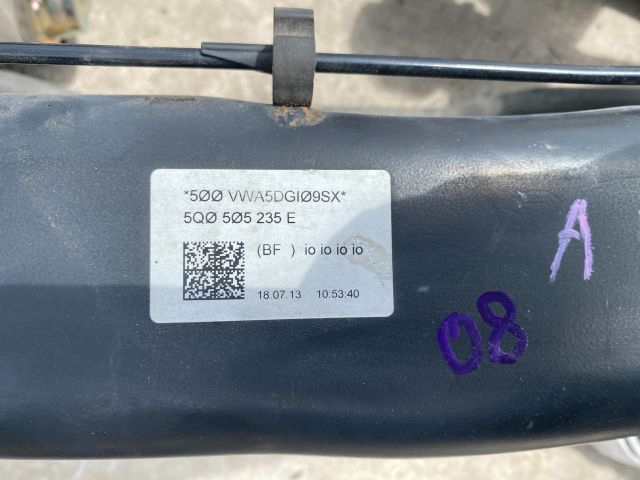 *5ØØ VWA5DGIØ9SX*
5QØ 5Ø5 235 E
(BF ) io io io io
18.07.13 10:53:40
A
08